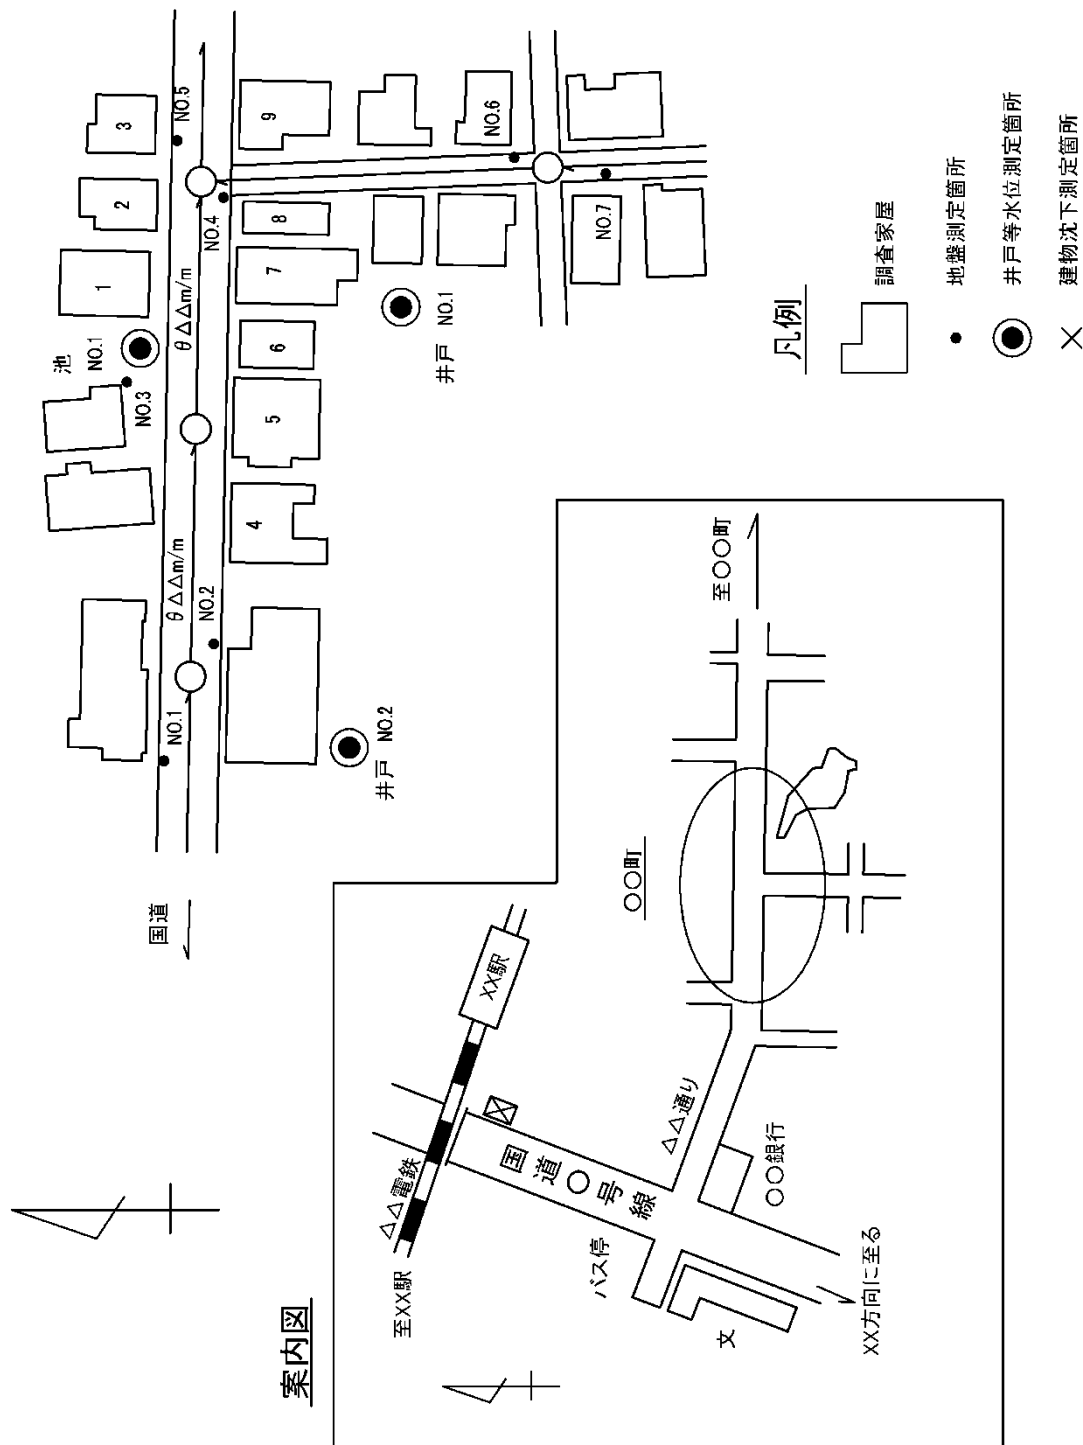 3
2
1
池
NO.1
NO.3
NO.5
θ△△m/m
NO.4
θ△△m/m
NO.2
NO.1
国道
9
8
7
6
5
4
NO.6
NO.7
井戸 NO.1
井戸 NO.2
凡例
調査家屋
地盤測定箇所
井戸等水位測定箇所
建物沈下測定箇所
案内図
至XX駅
△△電鉄
XX駅
国道○号線
バス停
文
△△通り
○○銀行
XX方向に至る
○○町
至○○町